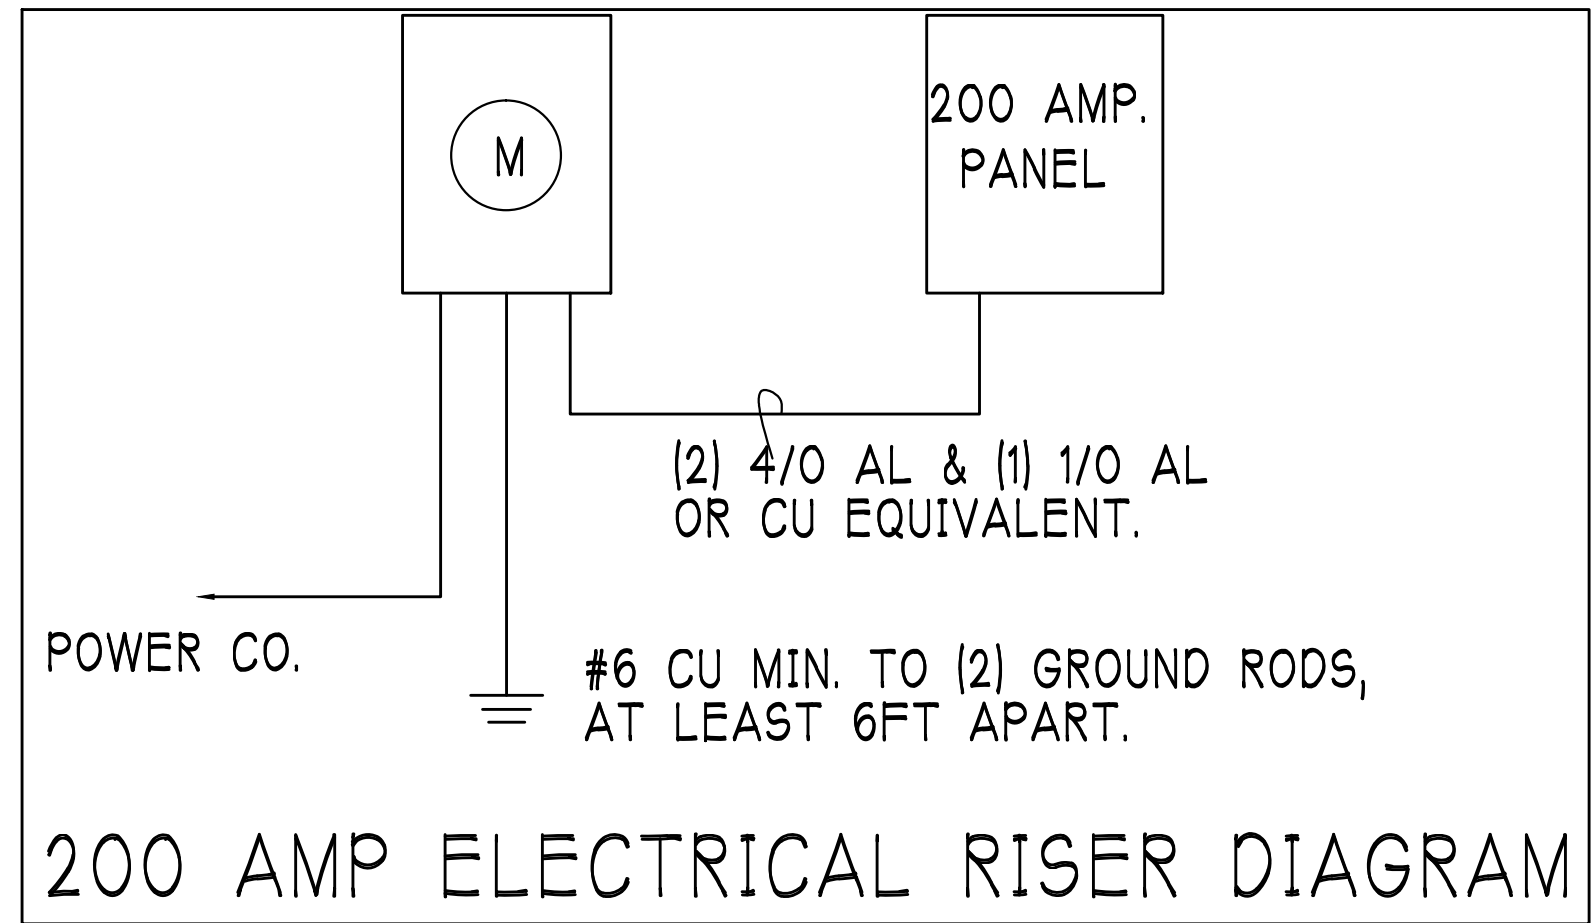 M
200 AMP.
PANEL
(2) 4/0 AL & (1) 1/0 AL
OR CU EQUIVALENT.
POWER CO.
#6 CU MIN. TO (2) GROUND RODS,
AT LEAST 6FT APART.
200 AMP ELECTRICAL RISER DIAGRAM